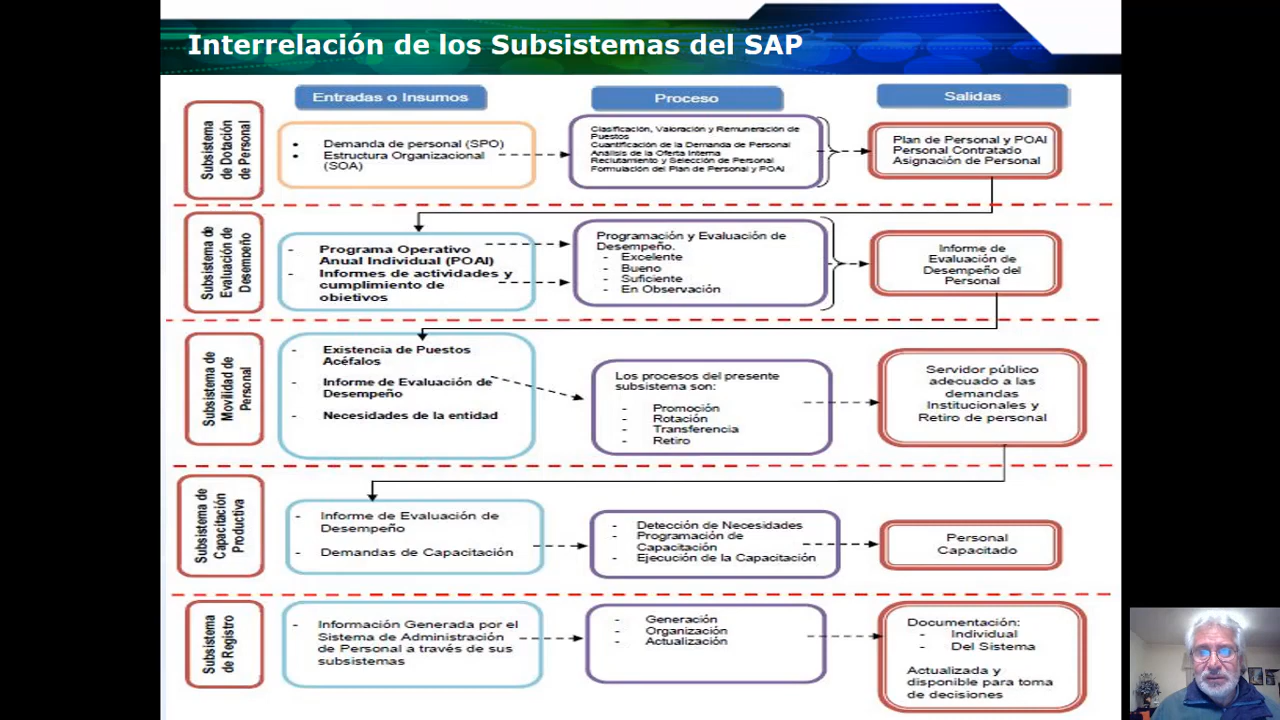 Interrelación de los Subsistemas del SAP
Entradas o Insumos
Proceso
Salidas
Subsistema
de Dotación
de Personal
• Demanda de personal (SPO)
• Estructura Organizacional
(SOA)
Clasificación, Valoración y Remuneración de
Puestos
Cuantificación de la Demanda de Personal
Análisis de la Oferta Interna
Reclutamiento y Selección de Personal
Formulación del Plan de Personal y POAI
Plan de Personal y POAI
Personal Contratado
Asignación de Personal
Subsistema de
Evaluación de
Desempeño
- Programa Operativo
Anual Individual (POAI)
- Informes de actividades y
cumplimiento de
objetivos
Programación y Evaluación de
Desempeño.
- Excelente
- Bueno
- Suficiente
- En Observación
Informe de
Evaluación de
Desempeño del
Personal
Subsistema de
Movilidad de
Personal
- Existencia de Puestos
Acéfalos
- Informe de Evaluación de
Desempeño
- Necesidades de la entidad
Los procesos del presente
subsistema son:
- Promoción
- Rotación
- Transferencia
- Retiro
Servidor público
adecuado a las
demandas
Institucionales y
Retiro de personal
Subsistema de
Capacitación
Productiva
- Informe de Evaluación de
Desempeño
- Demandas de Capacitación
- Detección de Necesidades
- Programación de
Capacitación
- Ejecución de la Capacitación
Personal
Capacitado
Subsistema
de Registro
- Información Generada por el
Sistema de Administración
de Personal a través de sus
subsistemas
- Generación
- Organización
- Actualización
Documentación:
- Individual
- Del Sistema
Actualizada y
disponible para toma
de decisiones